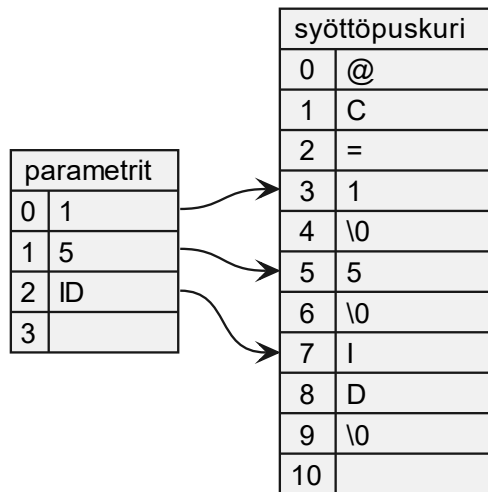 parametrit
0 1
1 5
2 ID
3
syöttöpuskuri
0 @
1 C
2 =
3 1
4 \0
5 5
6 \0
7 I
8 D
9 \0
10